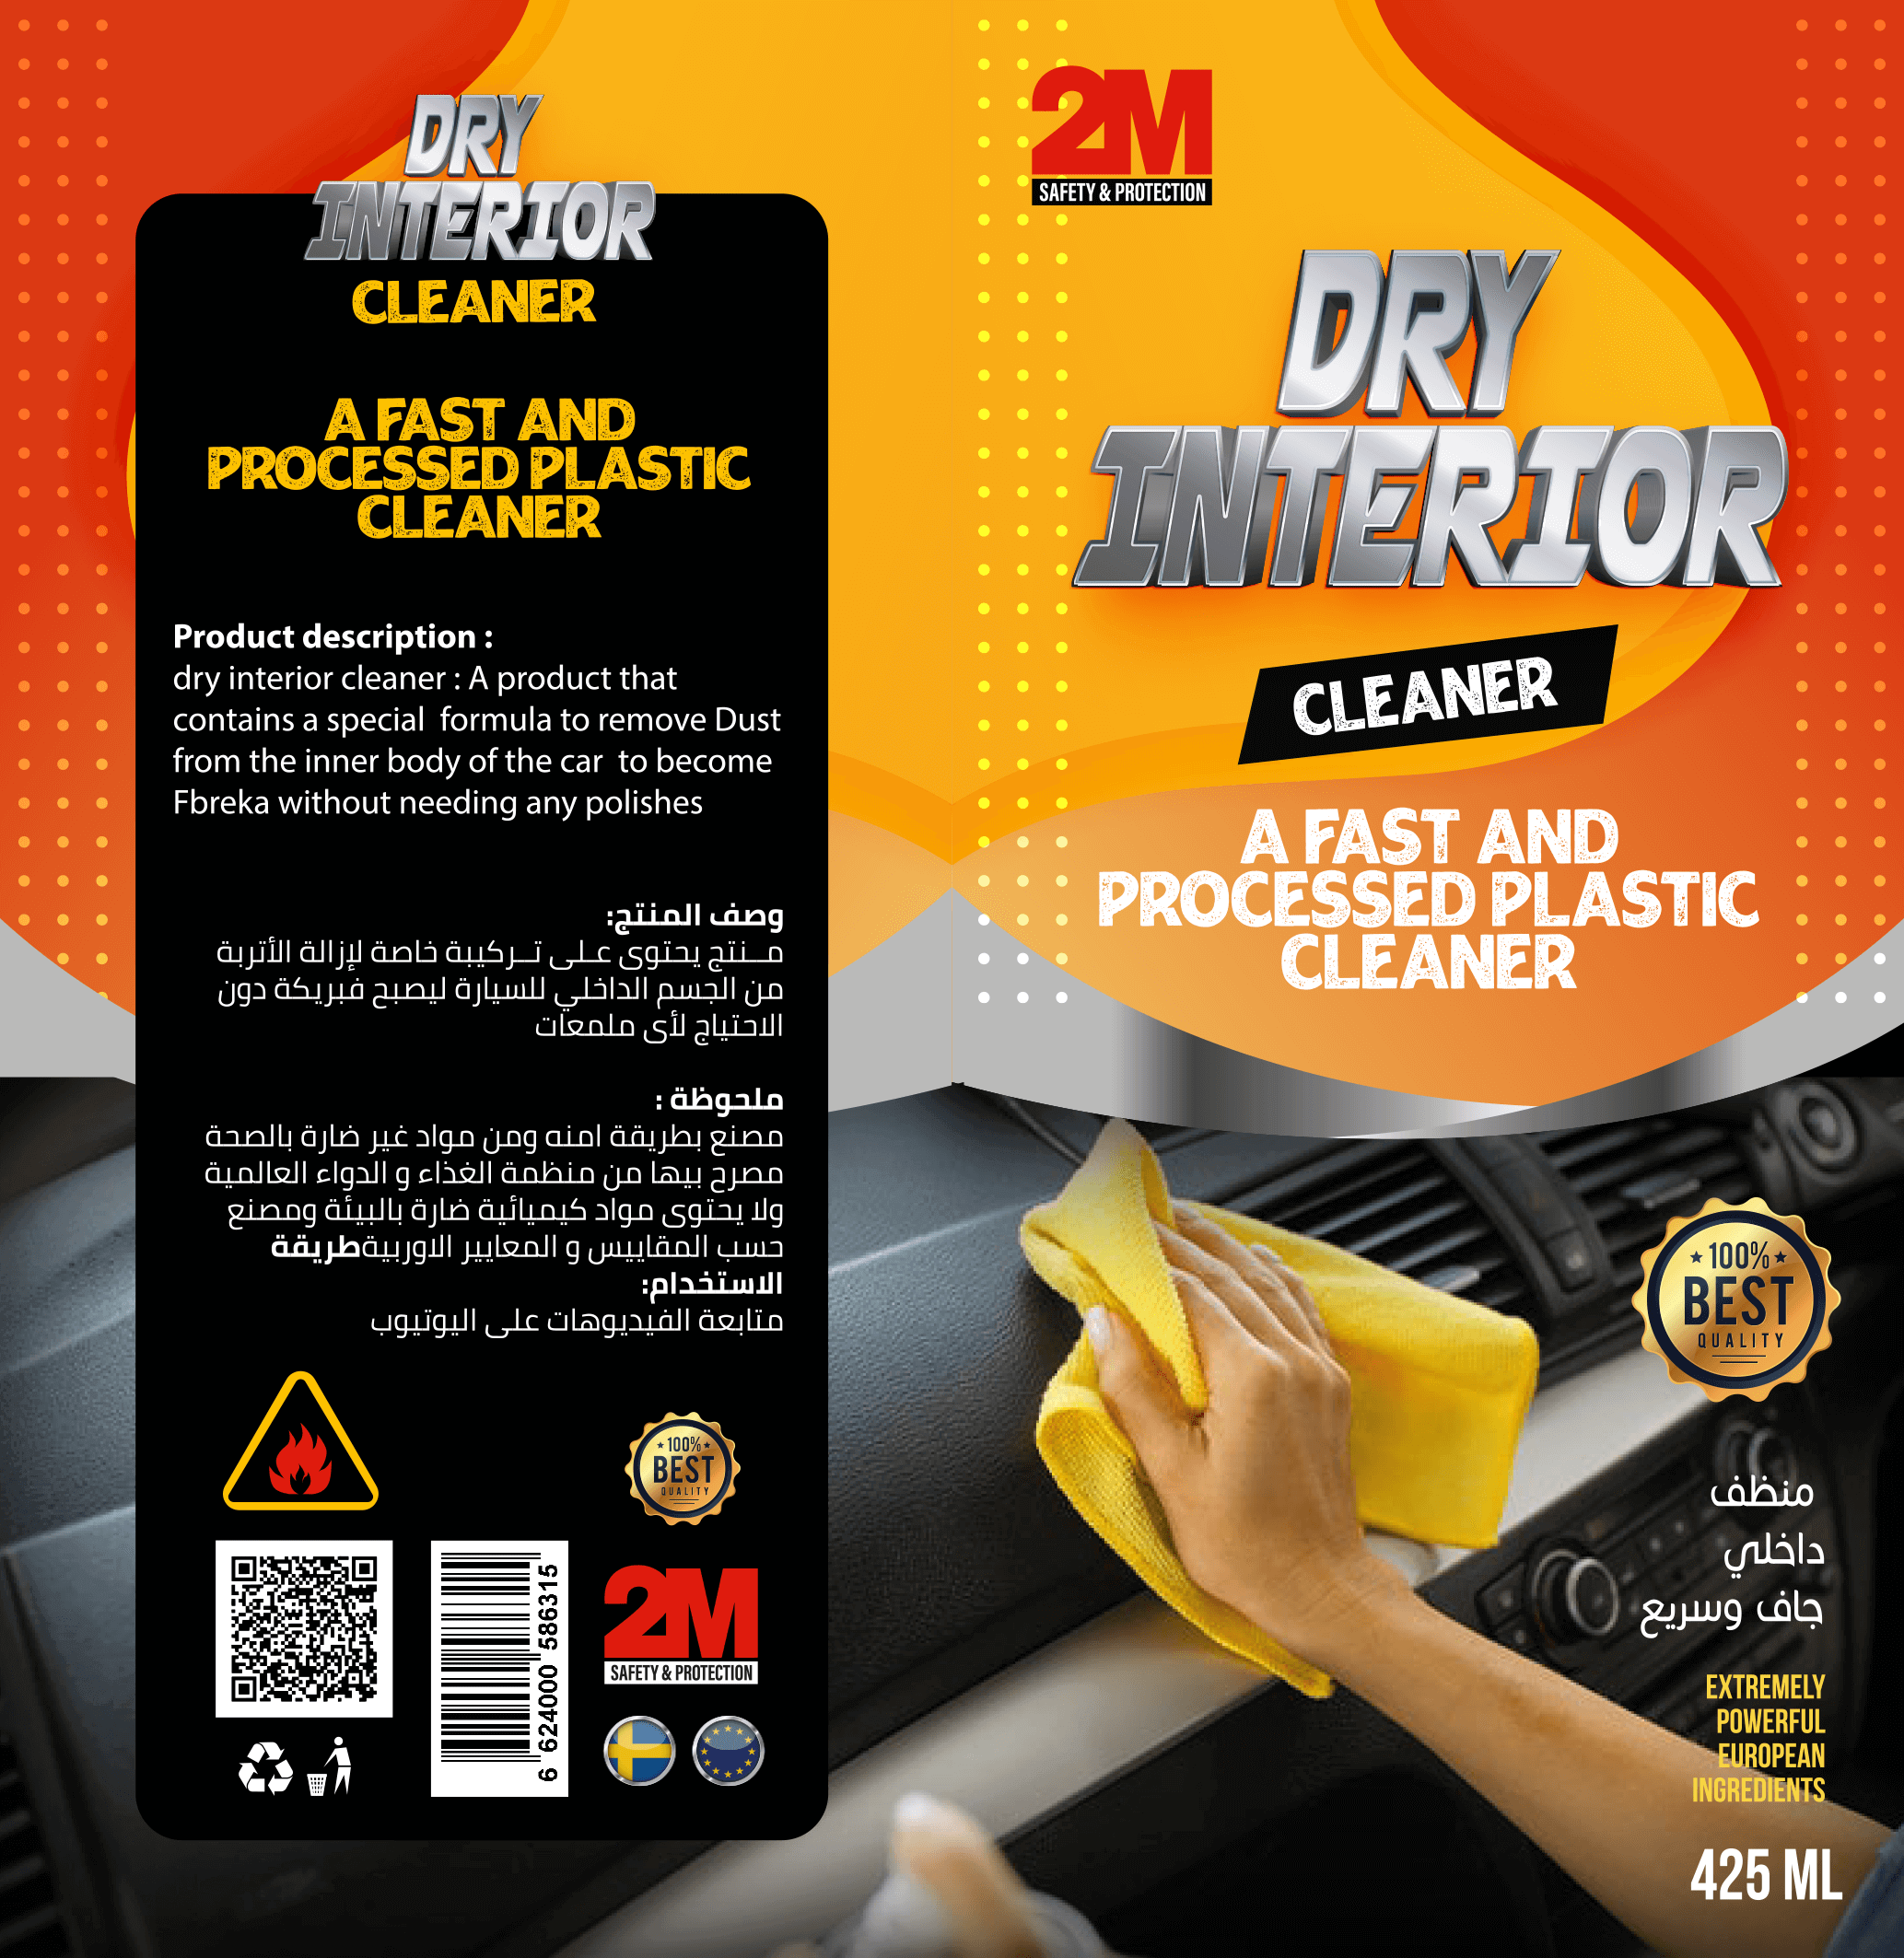 DRY
INTERIOR
CLEANER
A FAST AND
PROCESSED PLASTIC
CLEANER
Product description :
dry interior cleaner : A product that
contains a special formula to remove Dust
from the inner body of the car to become
Fbreka without needing any polishes
وصف المنتج:
مـــنتج يحتوى عـلـى تــركيبة خاصة لإزالة الأتربة
من الجسم الداخلي للسيارة ليصبح فبريكة دون
الاحتياج لأى ملمعات
ملحوظة :
مصنع بطريقة امنه ومن مواد غير ضارة بالصحة
مصرح بيها من منظمة الغذاء و الدواء العالمية
ولا يحتوى مواد كيميائية ضارة بالبيئة ومصنع
حسب المقاييس و المعايير الاوربيةطريقة
الاستخدام:
متابعة الفيديوهات على اليوتيوب
100%
BEST
QUALITY
6 624000 586315
2M
SAFETY & PROTECTION
2M
SAFETY & PROTECTION
DRY
INTERIOR
CLEANER
A FAST AND
PROCESSED PLASTIC
CLEANER
100%
BEST
QUALITY
منظف
داخلي
جاف وسريع
EXTREMELY
POWERFUL
EUROPEAN
INGREDIENTS
425 ML